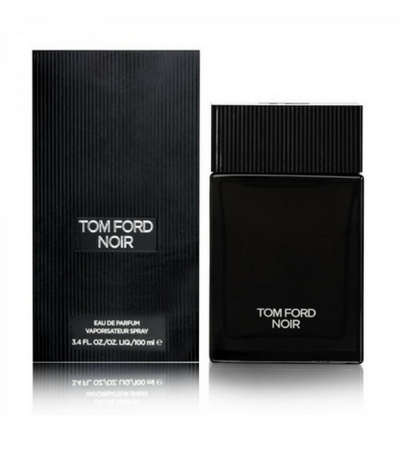 TOM FORD
NOIR
EAU DE PARFUM
VAPORISATEUR SPRAY
3.4 FL. OZ./OZ. LIQ./100 ml e
TOM FORD
NOIR